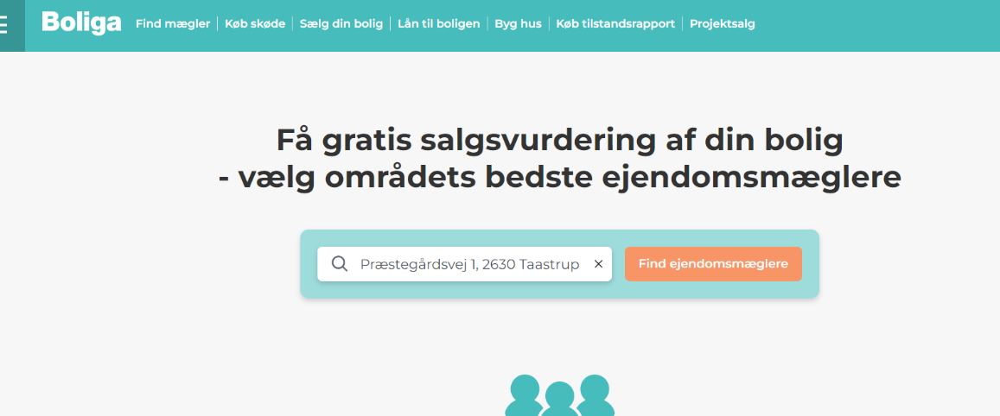 Boliga Find mægler Køb skøde Sælg din bolig Lån til boligen Byg hus Køb tilstandsrapport Projektsalg
Få gratis salgsvurdering af din bolig
- vælg områdets bedste ejendomsmæglere
Præstegårdsvej 1, 2630 Taastrup Find ejendomsmæglere